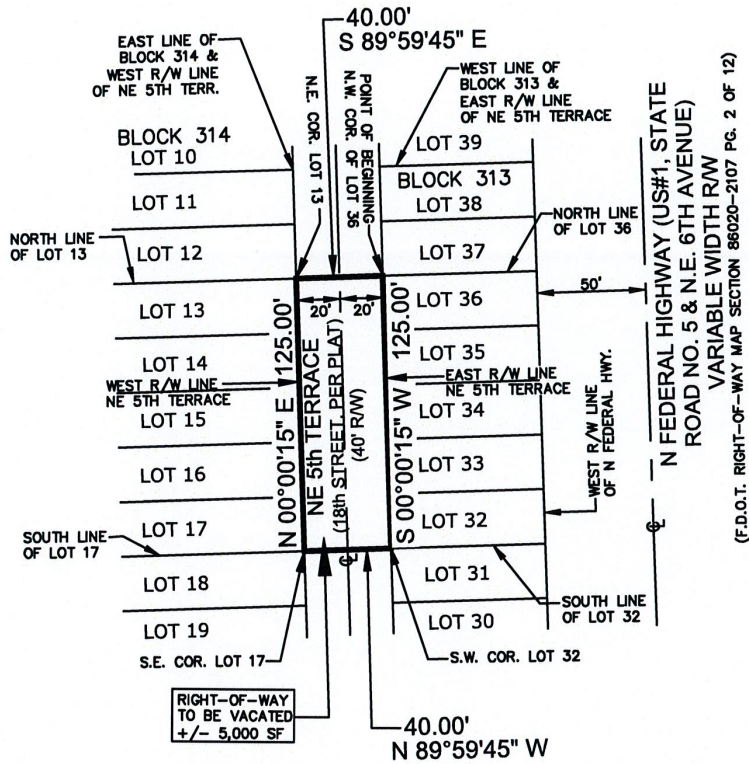 40.00'
S 89°59'45" E
EAST LINE OF
BLOCK 314 &
WEST R/W LINE
OF NE 5TH TERR.
N.E. COR. LOT 13
POINT OF BEGINNING
N.W. COR. OF LOT 36
WEST LINE OF
BLOCK 313 &
EAST R/W LINE
OF NE 5TH TERRACE
BLOCK 314
LOT 10
LOT 11
LOT 12
NORTH LINE
OF LOT 13
LOT 13
LOT 14
WEST R/W LINE
NE 5TH TERRACE
LOT 15
LOT 16
LOT 17
SOUTH LINE
OF LOT 17
LOT 18
LOT 19
LOT 39
BLOCK 313
LOT 38
NORTH LINE
OF LOT 36
LOT 37
LOT 36
LOT 35
EAST R/W LINE
NE 5TH TERRACE
LOT 34
LOT 33
LOT 32
LOT 31
LOT 30
SOUTH LINE
OF LOT 32
20'
20'
50'
N 00°00'15" E 125.00'
NE 5th TERRACE
(18th STREET. PER PLAT)
(40' R/W)
S 00°00'15" W 125.00'
WEST R/W LINE
OF N FEDERAL HWY.
N FEDERAL HIGHWAY (US#1, STATE
ROAD NO. 5 & N.E. 6TH AVENUE)
VARIABLE WIDTH R/W
(F.D.O.T. RIGHT-OF-WAY MAP SECTION 86020-2107 PG. 2 OF 12)
℄
℄
S.E. COR. LOT 17
S.W. COR. LOT 32
RIGHT-OF-WAY
TO BE VACATED
+/- 5,000 SF
40.00'
N 89°59'45" W